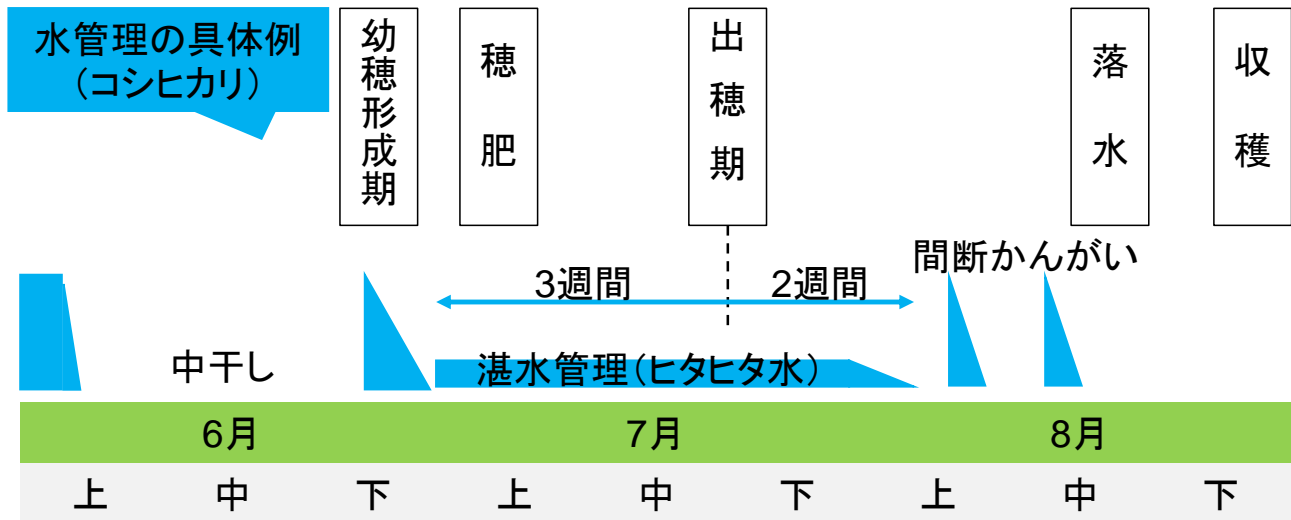 水管理の具体例
（コシヒカリ）
幼穂形成期
穂肥
出穂期
落水
収穫
間断かんがい
3週間
2週間
中干し
湛水管理（ヒタヒタ水）
6月
7月
8月
上
中
下
上
中
下
上
中
下